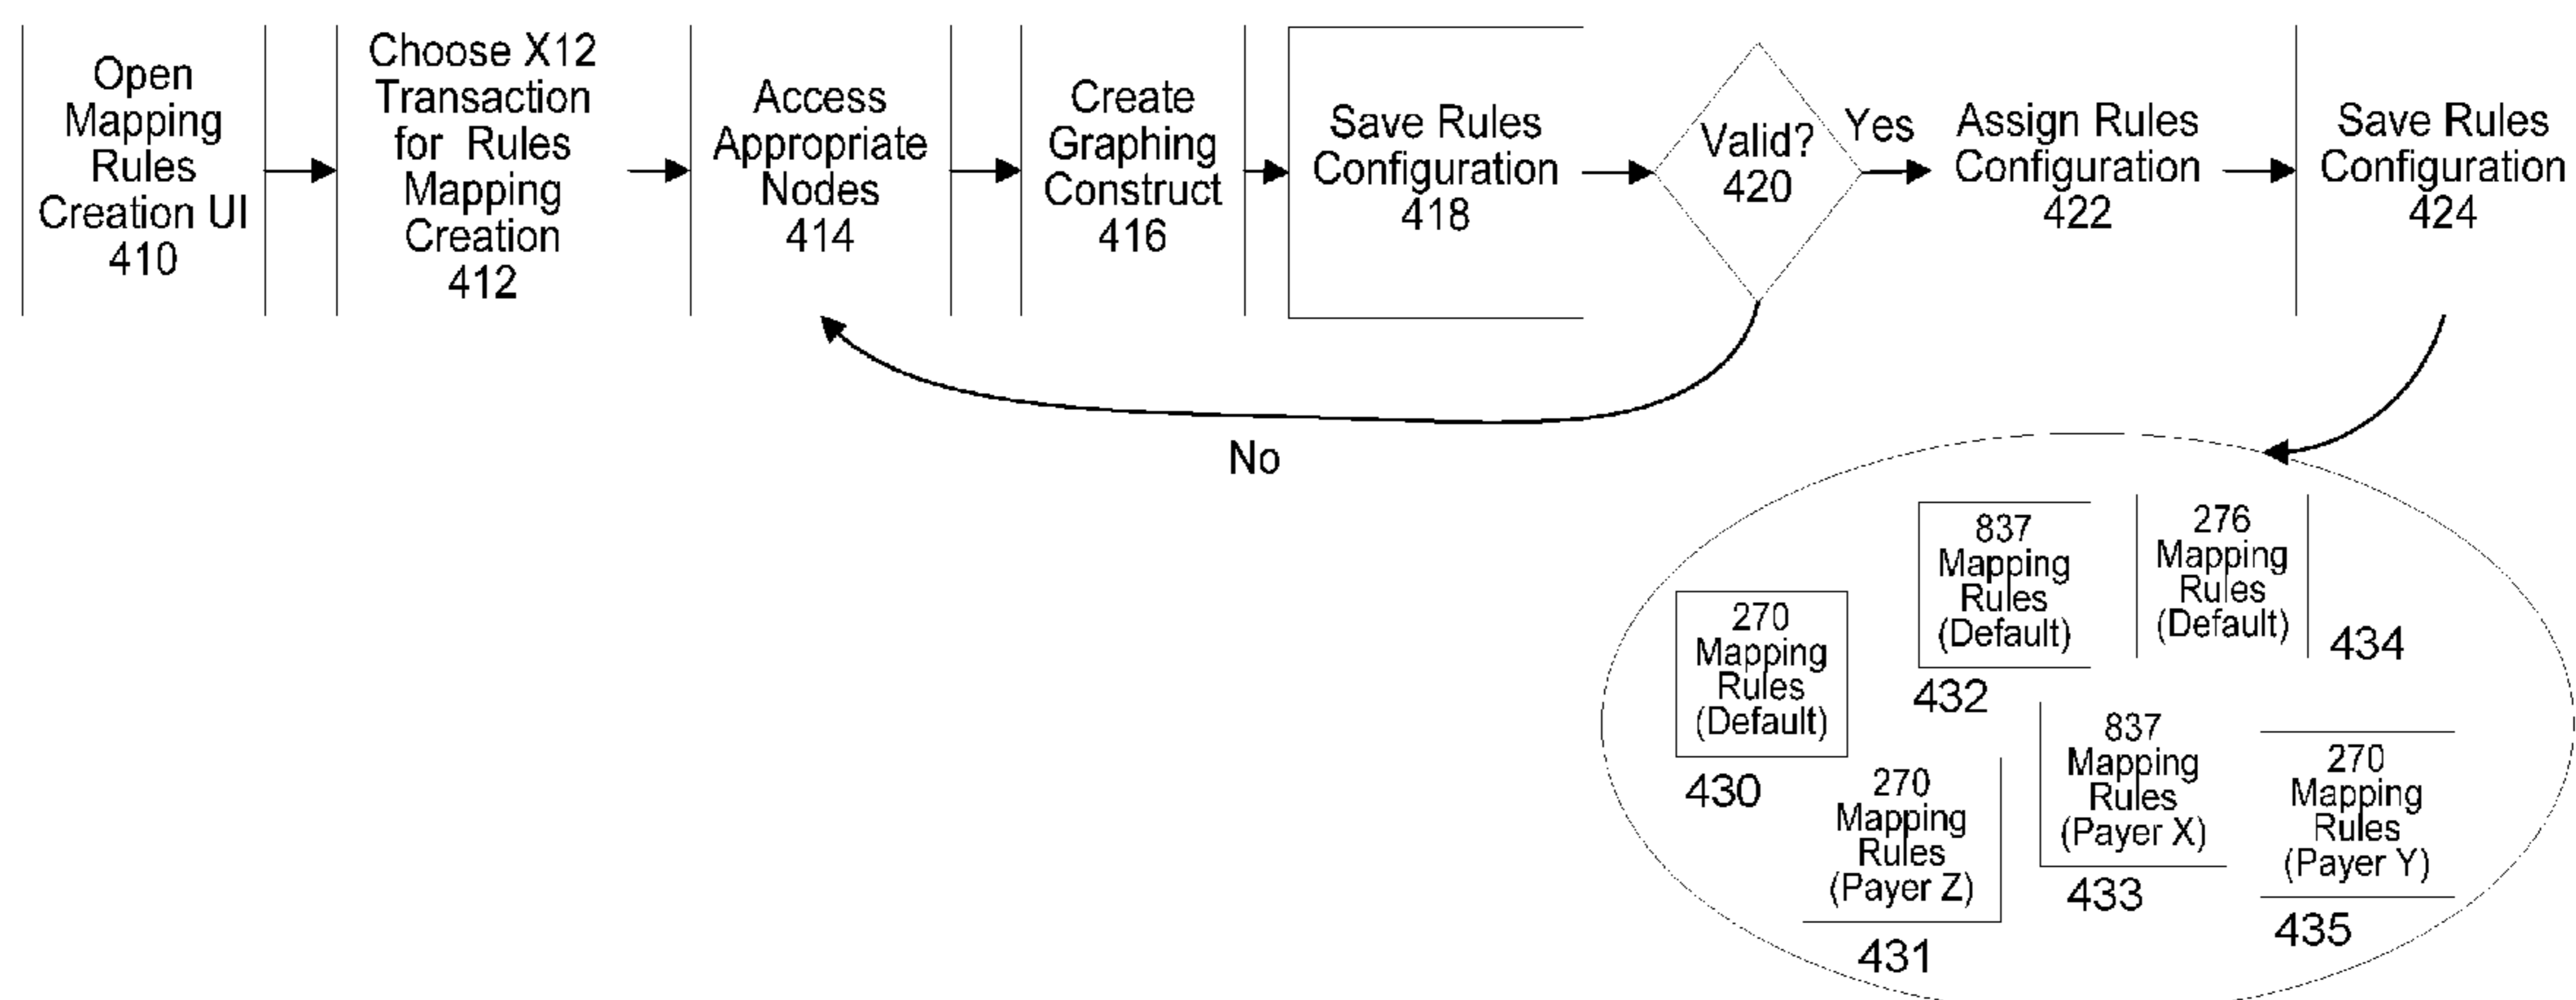 Open
Mapping
Rules
Creation UI
410
Choose X12
Transaction
for Rules
Mapping
Creation
412
Access
Appropriate
Nodes
414
Create
Graphing
Construct
416
Save Rules
Configuration
418
Valid?
420
Yes
Assign Rules
Configuration
422
Save Rules
Configuration
424
No
270
Mapping
Rules
(Default)
430
837
Mapping
Rules
(Default)
432
276
Mapping
Rules
(Default)
434
270
Mapping
Rules
(Payer Z)
431
837
Mapping
Rules
(Payer X)
433
270
Mapping
Rules
(Payer Y)
435